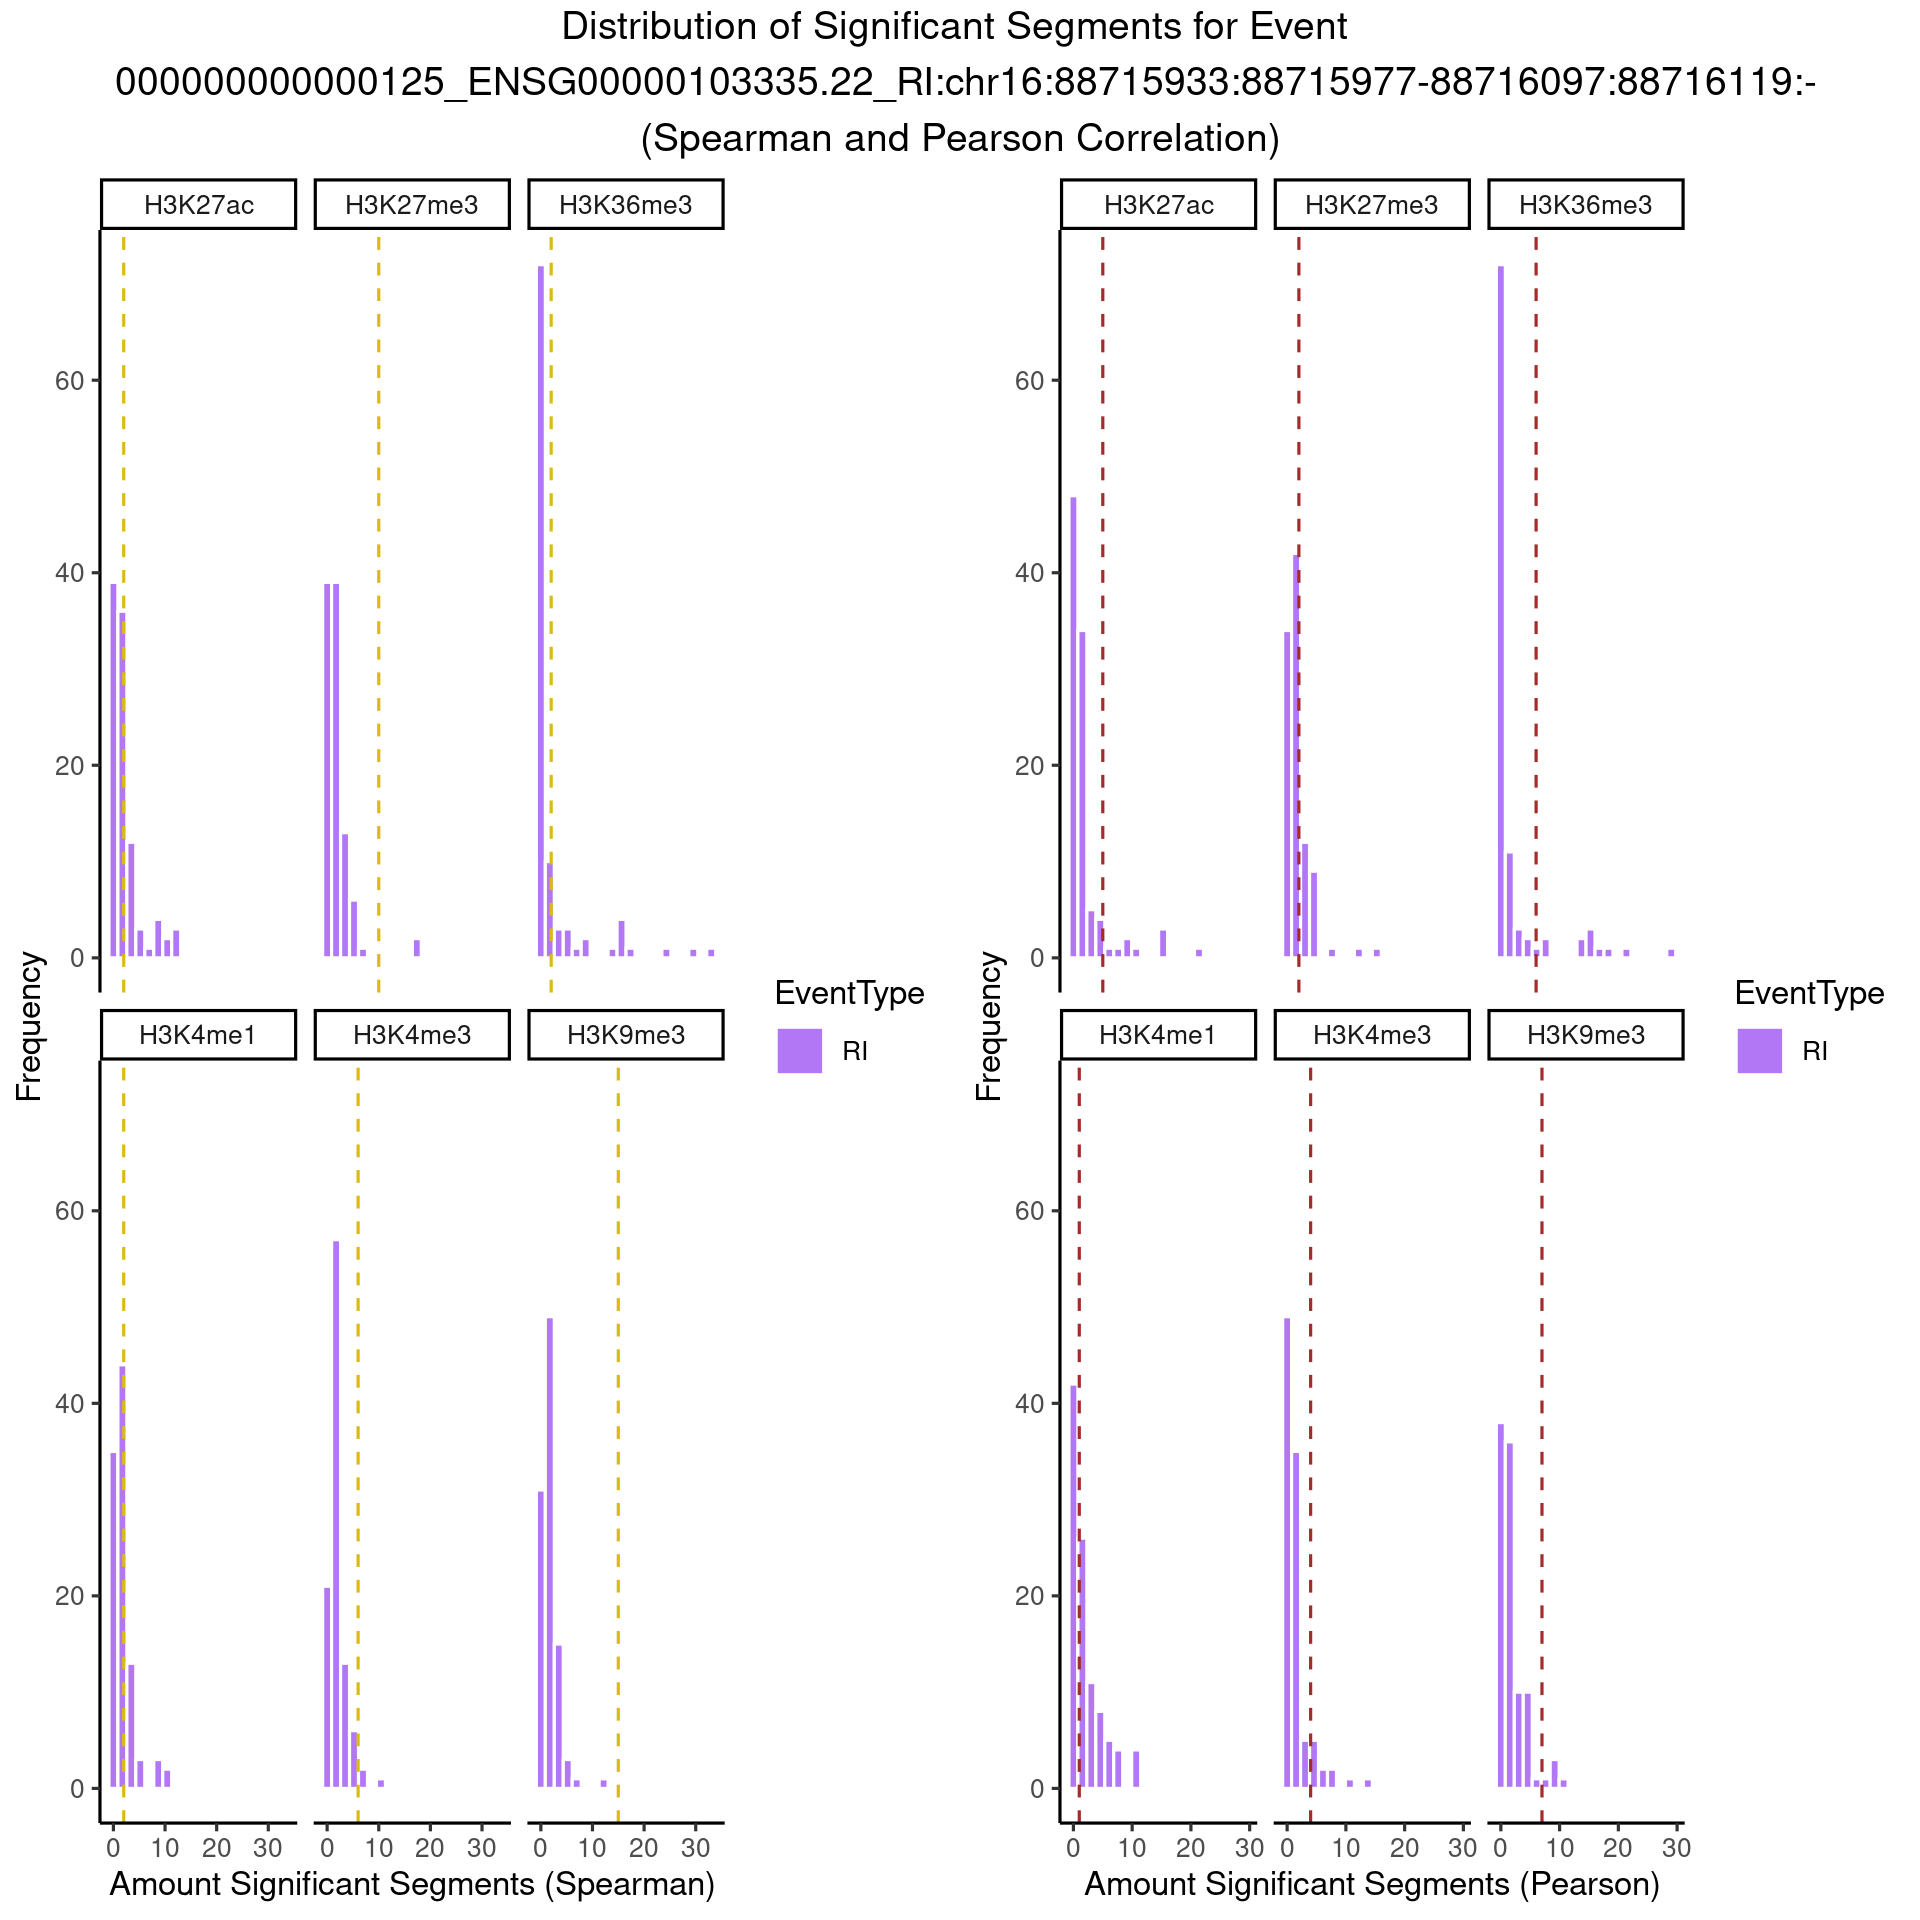 Distribution of Significant Segments for Event
000000000000125_ENSG00000103335.22_RI:chr16:88715933:88715977-88716097:88716119:-
(Spearman and Pearson Correlation)
H3K27ac H3K27me3 H3K36me3
60
40
20
0
H3K4me1 H3K4me3 H3K9me3
60
40
20
0
0 10 20 30 0 10 20 30 0 10 20 30
Frequency
Amount Significant Segments (Spearman)
EventType
RI
H3K27ac H3K27me3 H3K36me3
60
40
20
0
H3K4me1 H3K4me3 H3K9me3
60
40
20
0
0 10 20 30 0 10 20 30 0 10 20 30
Frequency
Amount Significant Segments (Pearson)
EventType
RI